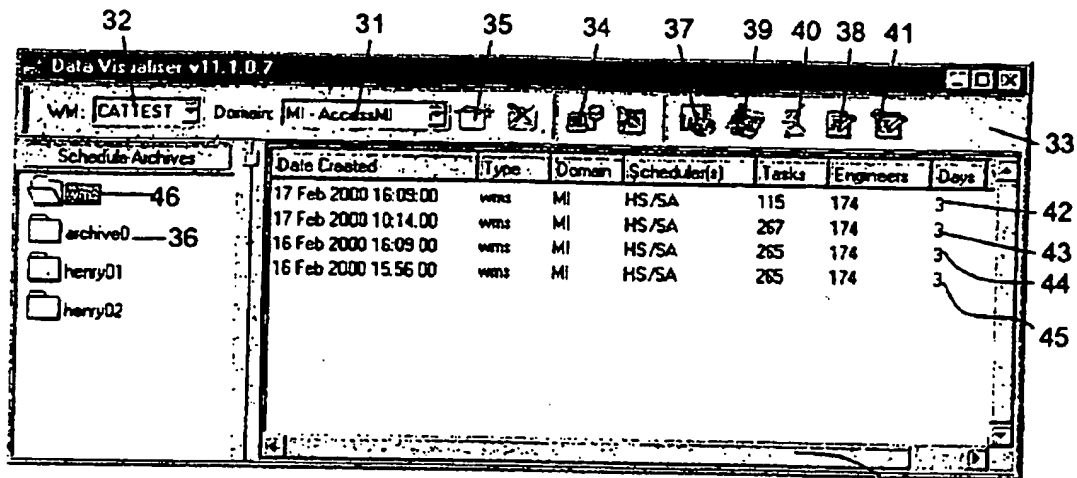 32 31 35 34 37 39 40 38 41
Data Visualiser v11.1.0.7
WM: CATTEST Domain: MI - AccessMI
33
Schedule Archives
Date Created Type Domain Scheduler(s) Tasks Engineers Days
46
17 Feb 2000 16:09:00 wms MI HS/SA 115 174 3 42
archive0 36
17 Feb 2000 10:14:00 wms MI HS/SA 267 174 3 43
16 Feb 2000 16:09:00 wms MI HS/SA 265 174 3 44
henry01
16 Feb 2000 15:56:00 wms MI HS/SA 265 174 3 45
henry02